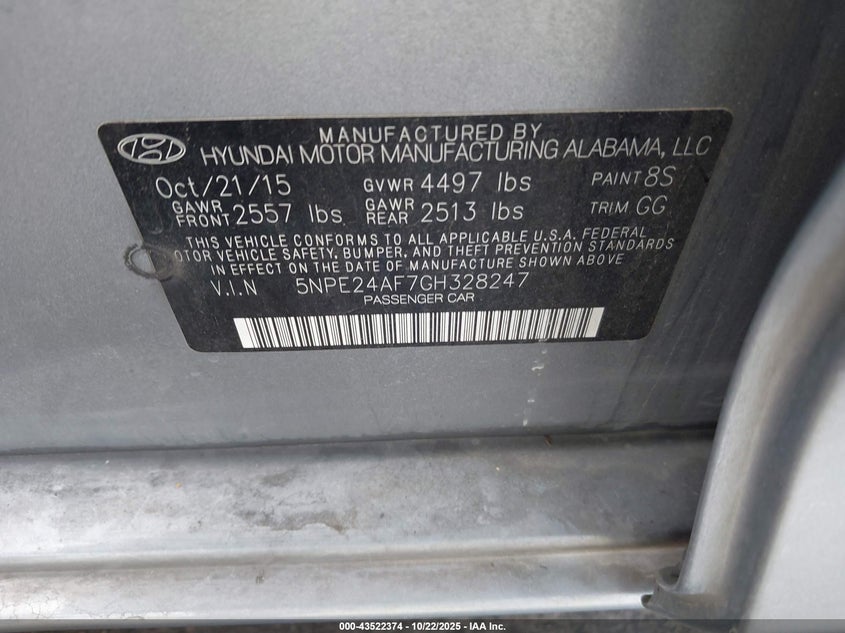 MANUFACTURED BY
HYUNDAI MOTOR MANUFACTURING ALABAMA, LLC
Oct/21/15 GVWR 4497 lbs PAINT 8S
GAWR FRONT 2557 lbs GAWR REAR 2513 lbs TRIM GG
THIS VEHICLE CONFORMS TO ALL APPLICABLE U.S.A. FEDERAL
OTOR VEHICLE SAFETY, BUMPER, AND THEFT PREVENTION STANDARDS
IN EFFECT ON THE DATE OF MANUFACTURE SHOWN ABOVE
V.I.N 5NPE24AF7GH328247
PASSENGER CAR
000-43522374 | 10/22/2025 | IAA Inc.